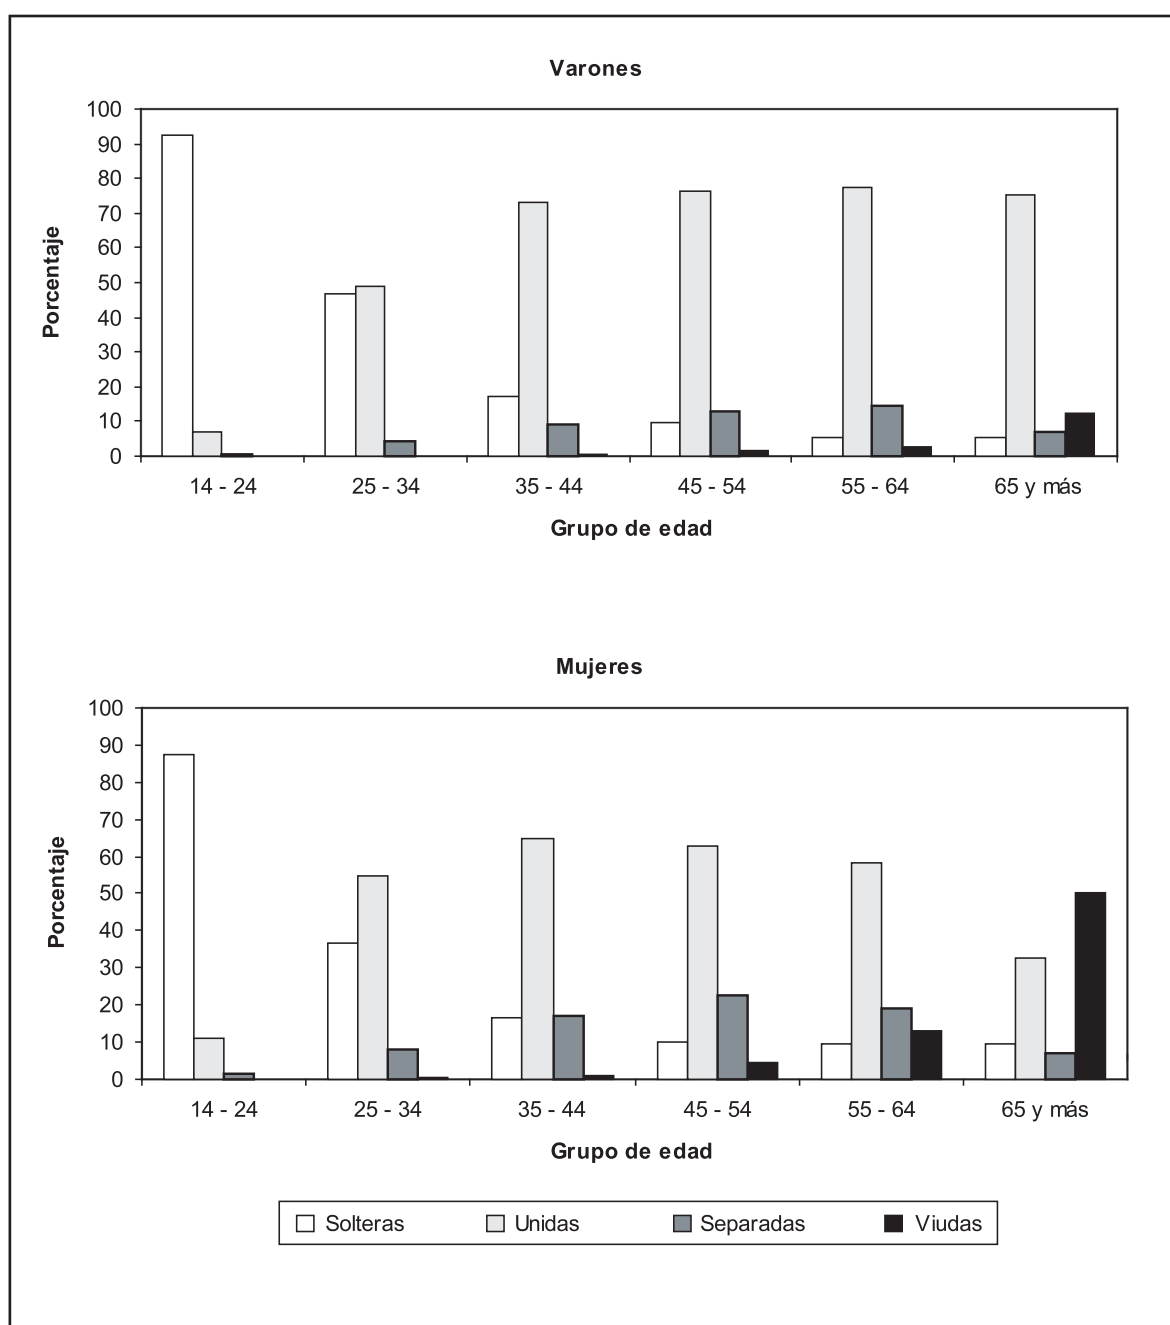 Varones
100
90
80
70
60
50
40
30
20
10
0
Porcentaje
14 - 24 25 - 34 35 - 44 45 - 54 55 - 64 65 y más
Grupo de edad
Mujeres
100
90
80
70
60
50
40
30
20
10
0
Porcentaje
14 - 24 25 - 34 35 - 44 45 - 54 55 - 64 65 y más
Grupo de edad
Solteras Unidas Separadas Viudas